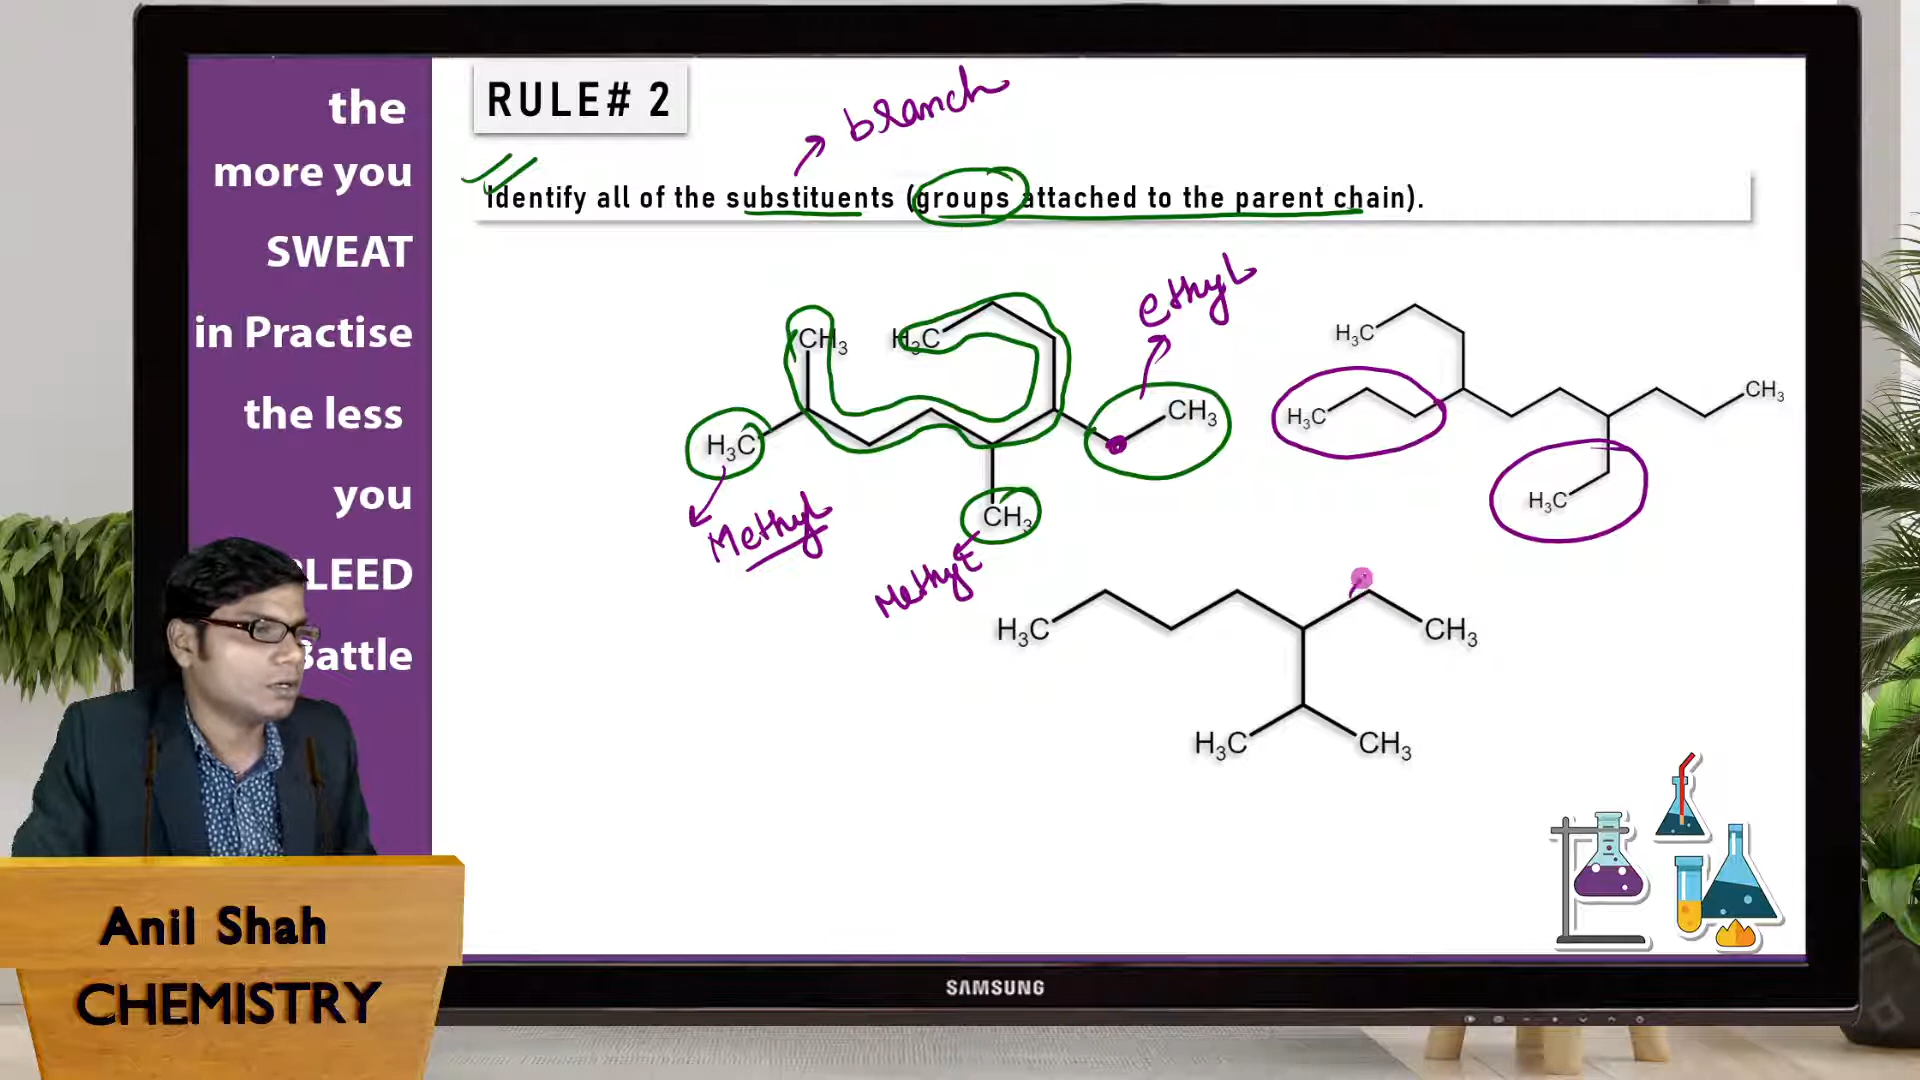 the
more you
SWEAT
in Practise
the less
you
BLEED
Battle
RULE# 2
branch
Identify all of the substituents (groups attached to the parent chain).
ethyl
CH₃
H₃C
H₃C
CH₃
H₃C
CH₃
H₃C
CH₃
H₃C
Methyl
Methyl
H₃C
CH₃
H₃C
CH₃
Anil Shah
CHEMISTRY
SAMSUNG